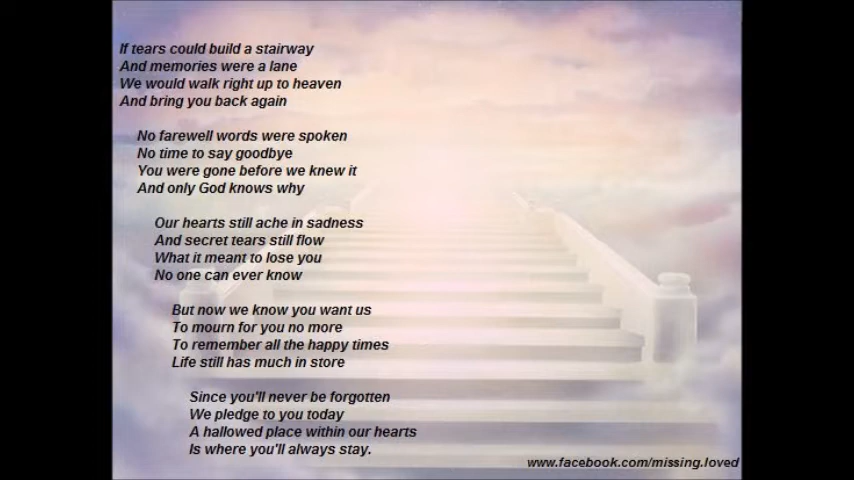 If tears could build a stairway
And memories were a lane
We would walk right up to heaven
And bring you back again
No farewell words were spoken
No time to say goodbye
You were gone before we knew it
And only God knows why
Our hearts still ache in sadness
And secret tears still flow
What it meant to lose you
No one can ever know
But now we know you want us
To mourn for you no more
To remember all the happy times
Life still has much in store
Since you'll never be forgotten
We pledge to you today
A hallowed place within our hearts
Is where you'll always stay.
www.facebook.com/missing.loved